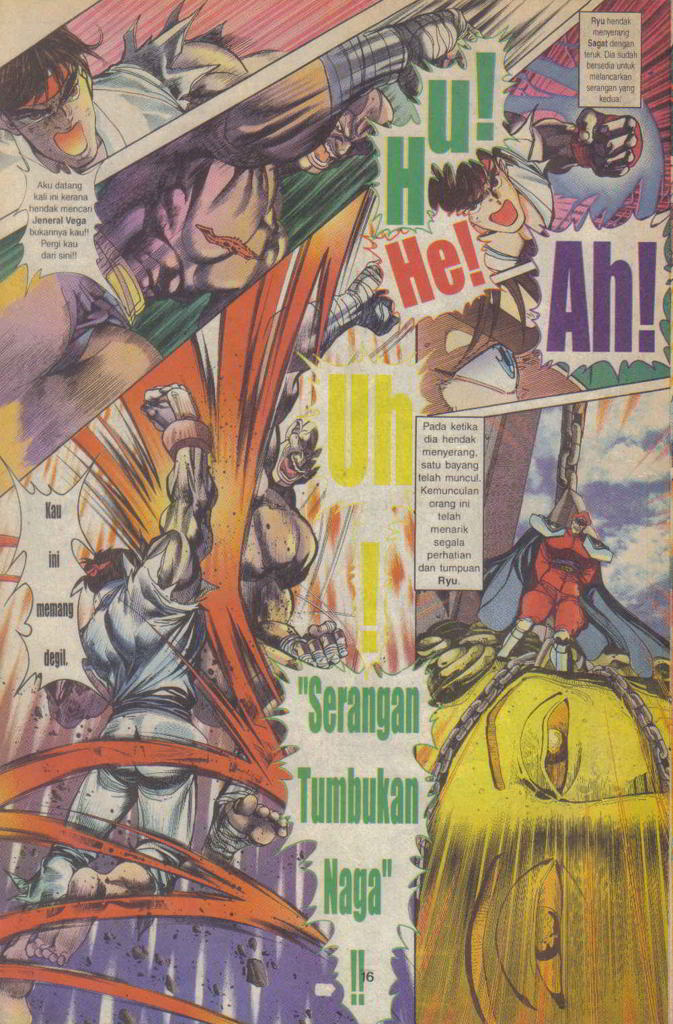 Ryu hendak
menyerang
Sagat dengan
teruk. Dia sudah
bersedia untuk
melancarkan
serangan yang
kedua!
Aku datang
kali ini kerana
hendak mencari
Jeneral Vega
bukannya kau!!
Pergi kau
dari sini!!
Hu!
He!
Ah!
Uh
!
Kau
ini
memang
degil.
"Serangan
Tumbukan
Naga"
!!
Pada ketika
dia hendak
menyerang,
satu bayang
telah muncul.
Kemunculan
orang ini
telah
menarik
segala
perhatian
dan tumpuan
Ryu.
16